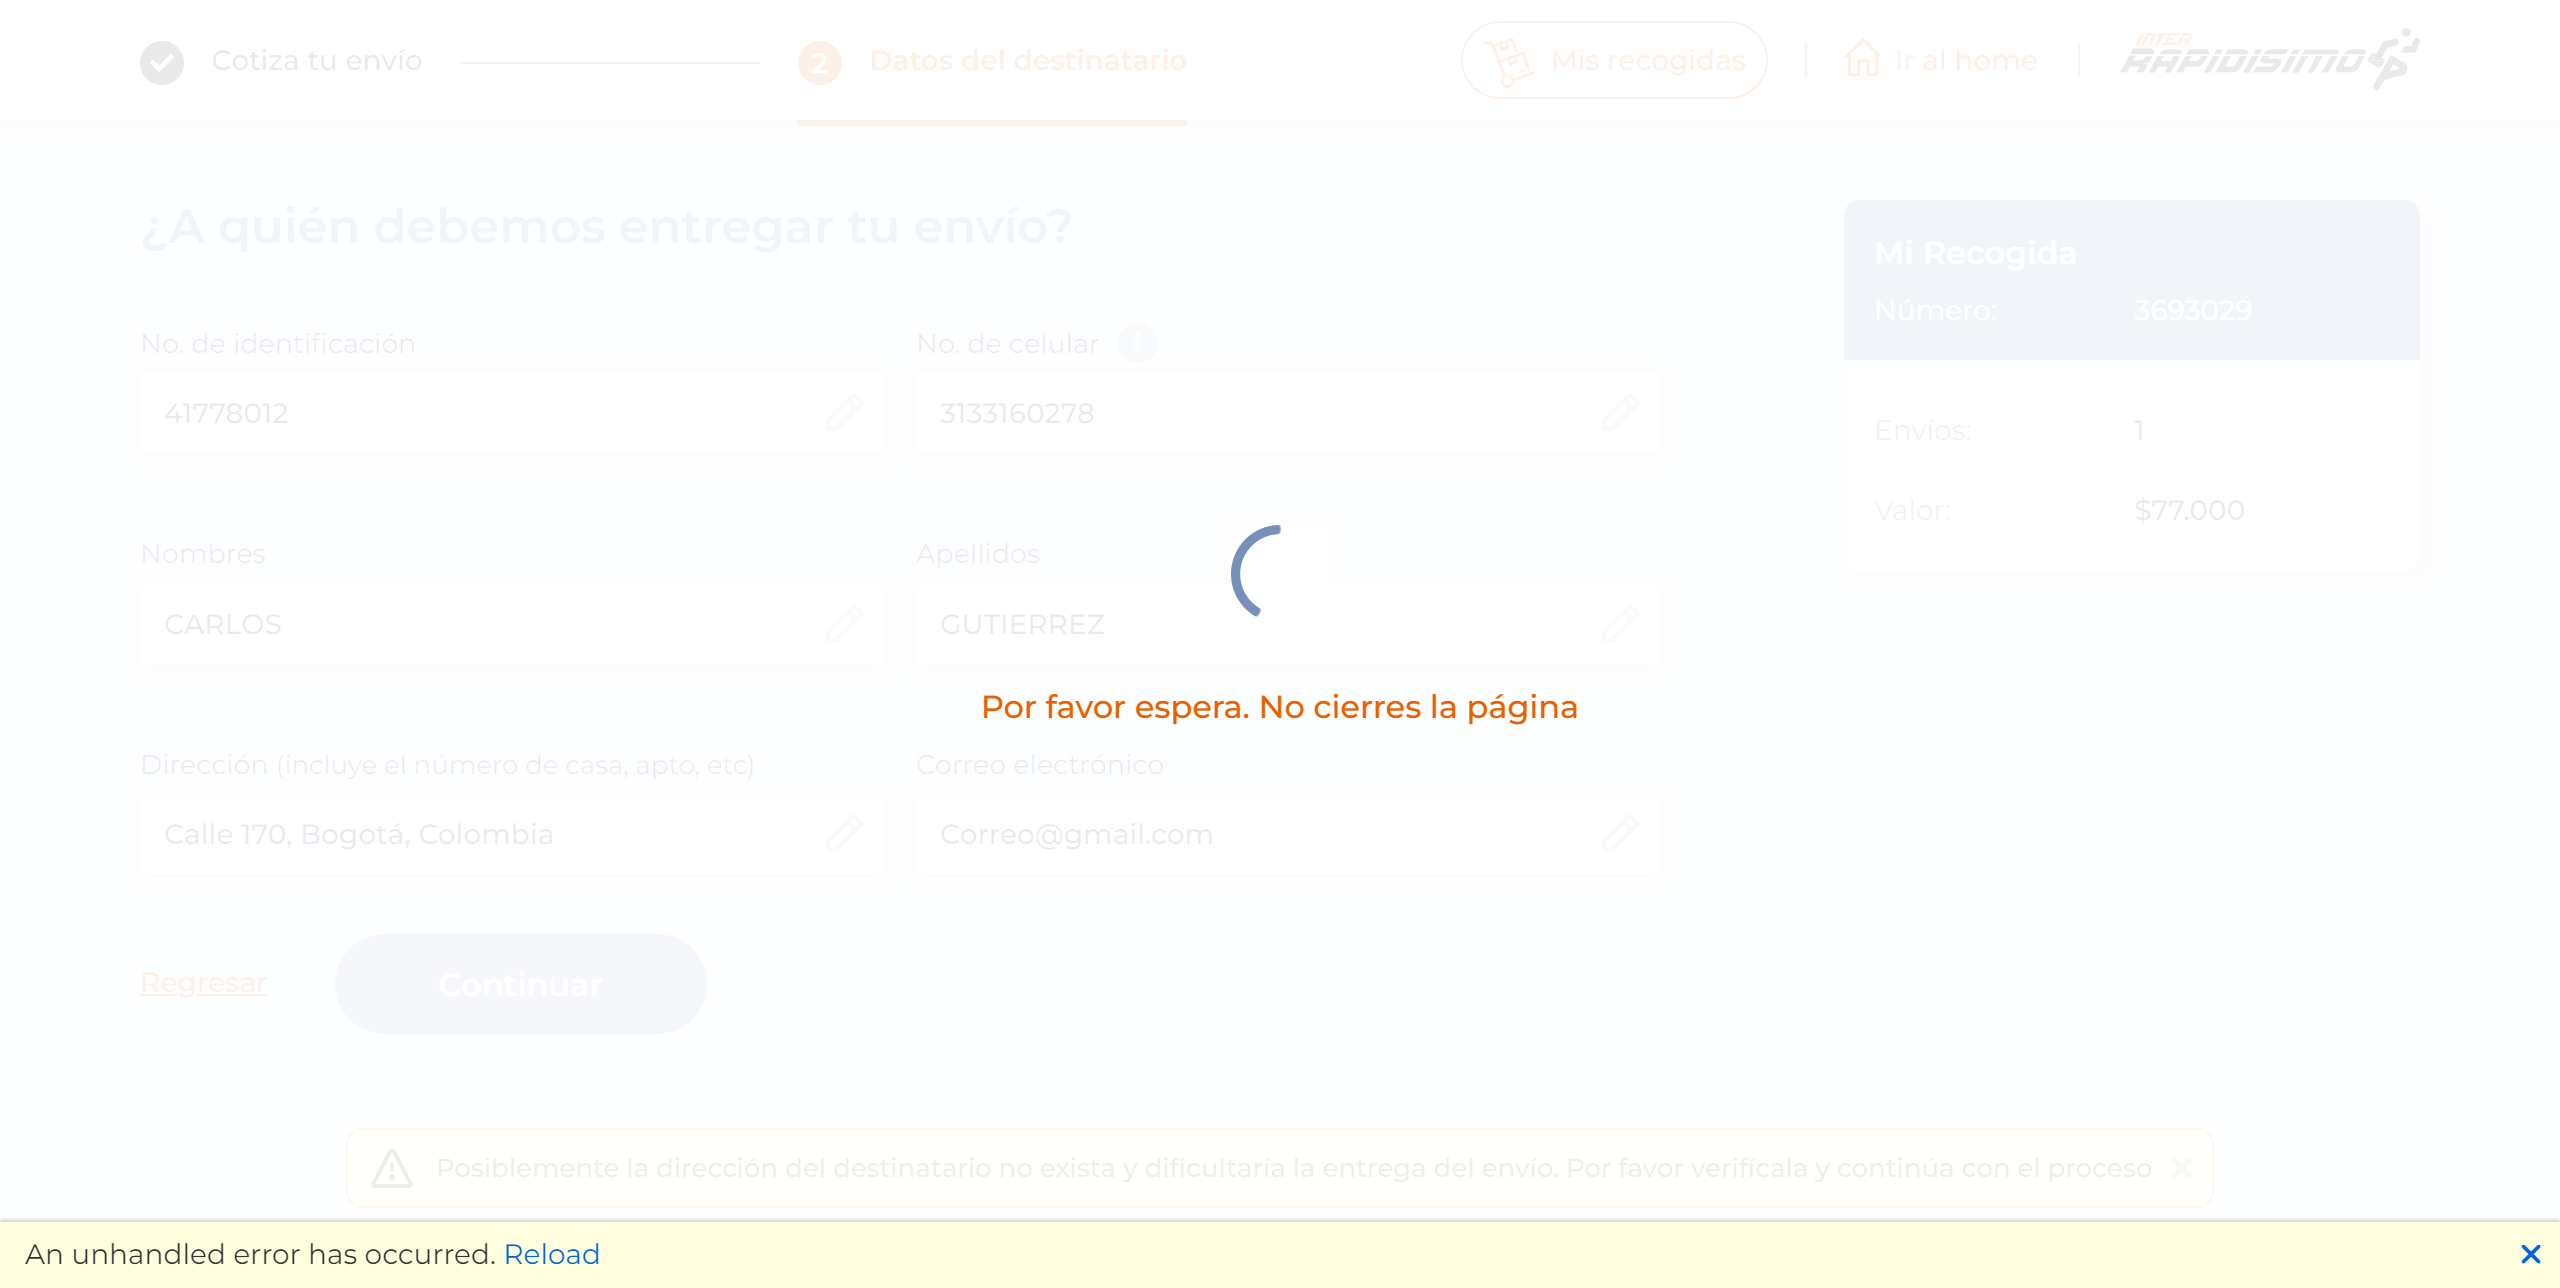 Cotiza tu envío
2 Datos del destinatario
Mis recogidas
Ir al home
INTER
RAPIDISIMO
¿A quién debemos entregar tu envío?
Mi Recogida
Número: 3693029
Envíos: 1
Valor: $77.000
No. de identificación
41778012
No. de celular
3133160278
Nombres
CARLOS
Apellidos
GUTIERREZ
Por favor espera. No cierres la página
Dirección (incluye el número de casa, apto, etc)
Calle 170, Bogotá, Colombia
Correo electrónico
Correo@gmail.com
Regresar
Continuar
Posiblemente la dirección del destinatario no exista y dificultaría la entrega del envío. Por favor verifícala y continúa con el proceso
An unhandled error has occurred. Reload